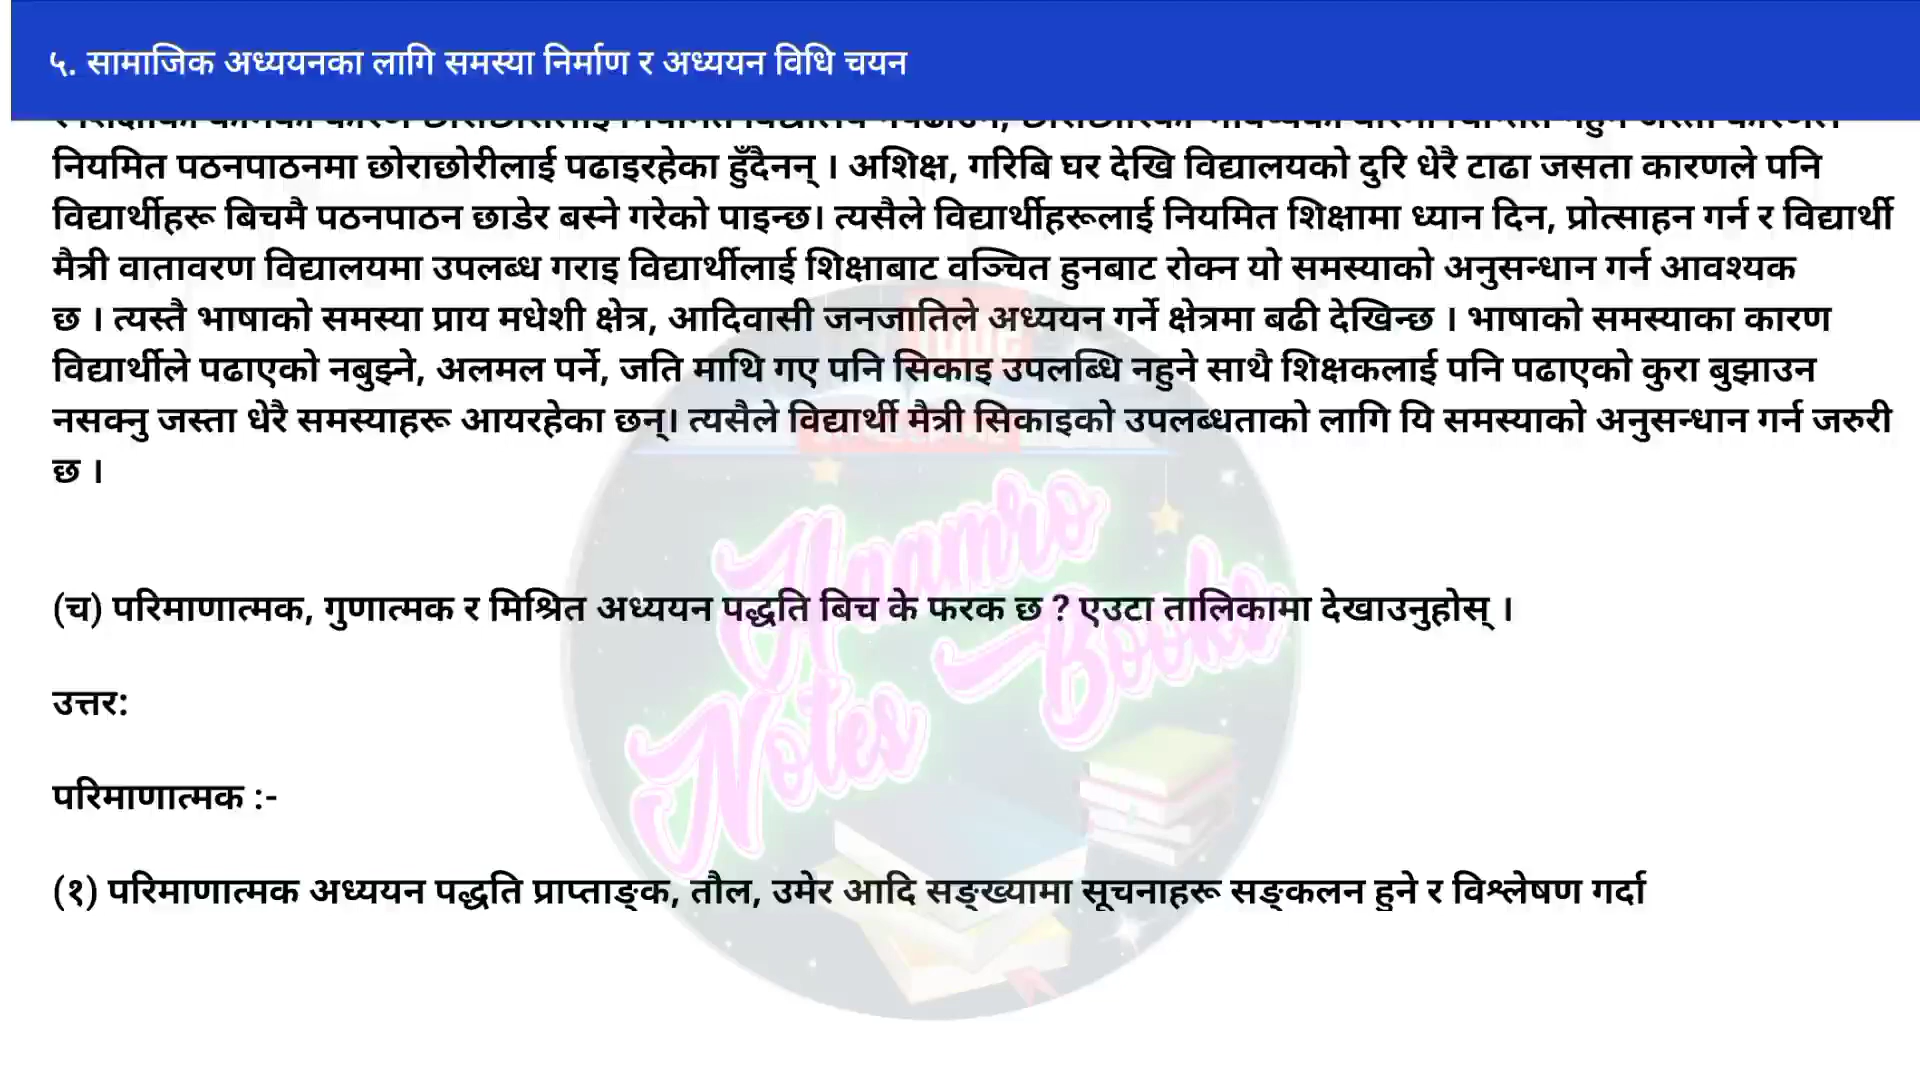 ५. सामाजिक अध्ययनका लागि समस्या निर्माण र अध्ययन विधि चयन
नियमित पठनपाठनमा छोराछोरीलाई पढाइरहेका हुँदैनन् । अशिक्ष, गरिबि घर देखि विद्यालयको दुरि धेरै टाढा जसता कारणले पनि
विद्यार्थीहरू बिचमै पठनपाठन छाडेर बस्ने गरेको पाइन्छ। त्यसैले विद्यार्थीहरूलाई नियमित शिक्षामा ध्यान दिन, प्रोत्साहन गर्न र विद्यार्थी
मैत्री वातावरण विद्यालयमा उपलब्ध गराइ विद्यार्थीलाई शिक्षाबाट वञ्चित हुनबाट रोक्न यो समस्याको अनुसन्धान गर्न आवश्यक
छ । त्यस्तै भाषाको समस्या प्राय मधेशी क्षेत्र, आदिवासी जनजातिले अध्ययन गर्ने क्षेत्रमा बढी देखिन्छ । भाषाको समस्याका कारण
विद्यार्थीले पढाएको नबुझ्ने, अलमल पर्ने, जति माथि गए पनि सिकाइ उपलब्धि नहुने साथै शिक्षकलाई पनि पढाएको कुरा बुझाउन
नसक्नु जस्ता धेरै समस्याहरू आयरहेका छन्। त्यसैले विद्यार्थी मैत्री सिकाइको उपलब्धताको लागि यि समस्याको अनुसन्धान गर्न जरुरी
छ ।
(च) परिमाणात्मक, गुणात्मक र मिश्रित अध्ययन पद्धति बिच के फरक छ ? एउटा तालिकामा देखाउनुहोस् ।
उत्तर:
परिमाणात्मक :-
(१) परिमाणात्मक अध्ययन पद्धति प्राप्ताङ्क, तौल, उमेर आदि सङ्ख्यामा सूचनाहरू सङ्कलन हुने र विश्लेषण गर्दा
Haamro
Notes Books